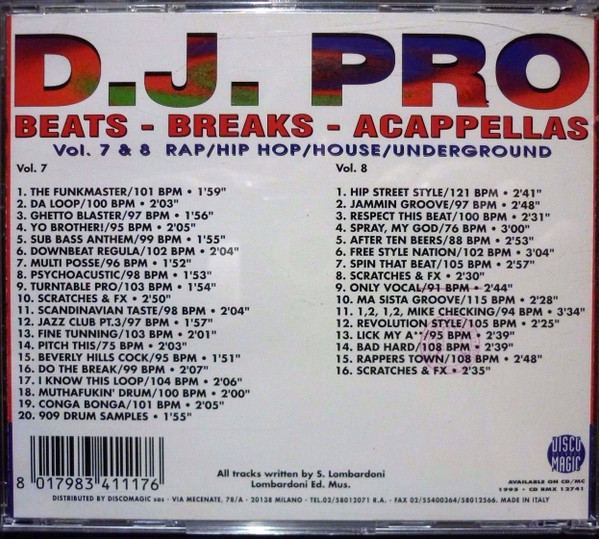 D.J. PRO
BEATS - BREAKS - ACAPPELLAS
Vol. 7 & 8 RAP/HIP HOP/HOUSE/UNDERGROUND
Vol. 7
1. THE FUNKMASTER/101 BPM • 1'59"
2. DA LOOP/100 BPM • 2'03"
3. GHETTO BLASTER/97 BPM • 1'56"
4. YO BROTHER!/95 BPM • 2'05"
5. SUB BASS ANTHEM/99 BPM • 1'55"
6. DOWNBEAT REGULA/102 BPM • 2'04"
7. MULTI POSSE/96 BPM • 1'52"
8. PSYCHOACUSTIC/98 BPM • 1'53"
9. TURNTABLE PRO/103 BPM • 1'54"
10. SCRATCHES & FX • 2'50"
11. SCANDINAVIAN TASTE/98 BPM • 2'04"
12. JAZZ CLUB PT.3/97 BPM • 1'57"
13. FINE TUNNING/103 BPM • 2'01"
14. PITCH THIS/75 BPM • 2'03"
15. BEVERLY HILLS COCK/95 BPM • 1'51"
16. DO THE BREAK/99 BPM • 2'07"
17. I KNOW THIS LOOP/104 BPM • 2'06"
18. MUTHAFUKIN' DRUM/100 BPM • 2'00"
19. CONGA BONGA/101 BPM • 2'05"
20. 909 DRUM SAMPLES • 1'55"
Vol. 8
1. HIP STREET STYLE/121 BPM • 2'41"
2. JAMMIN GROOVE/97 BPM • 2'48"
3. RESPECT THIS BEAT/100 BPM • 2'31"
4. SPRAY, MY GOD/76 BPM • 3'00"
5. AFTER TEN BEERS/88 BPM • 2'53"
6. FREE STYLE NATION/102 BPM • 3'04"
7. SPIN THAT BEAT/105 BPM • 2'57"
8. SCRATCHES & FX • 2'30"
9. ONLY VOCAL/91 BPM • 2'44"
10. MA SISTA GROOVE/115 BPM • 2'28"
11. 1,2, 1,2, MIKE CHECKING/94 BPM • 3'34"
12. REVOLUTION STYLE/105 BPM • 2'25"
13. LICK MY A**/95 BPM • 2'39"
14. BAD HARD/108 BPM • 2'39"
15. RAPPERS TOWN/108 BPM • 2'48"
16. SCRATCHES & FX • 2'35"
8 017983 411176
All tracks written by S. Lombardoni
Lombardoni Ed. Mus.
DISCO
MAGIC
AVAILABLE ON CD/MC
1995 • CD RMX 12741
DISTRIBUTED BY DISCOMAGIC sas • VIA MECENATE, 78/A • 20138 MILANO • TEL.02/58012071 R.A. • FAX 02/55400364/58012566. MADE IN ITALY